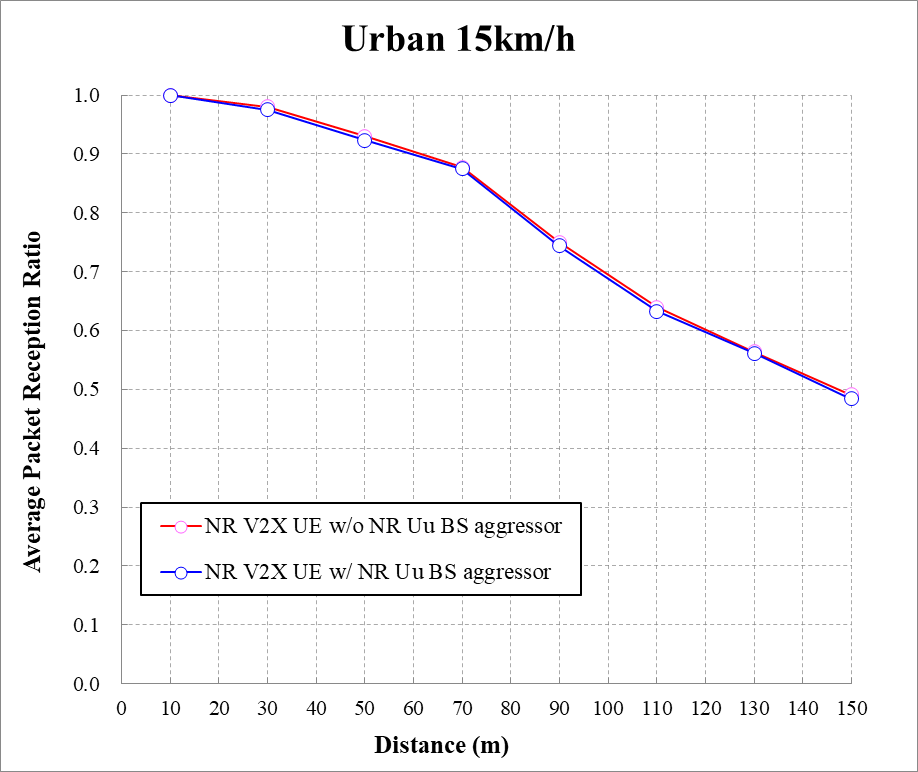 Urban 15km/h
Average Packet Reception Ratio
1.0
0.9
0.8
0.7
0.6
0.5
0.4
0.3
0.2
0.1
0.0
NR V2X UE w/o NR Uu BS aggressor
NR V2X UE w/ NR Uu BS aggressor
0 10 20 30 40 50 60 70 80 90 100 110 120 130 140 150
Distance (m)